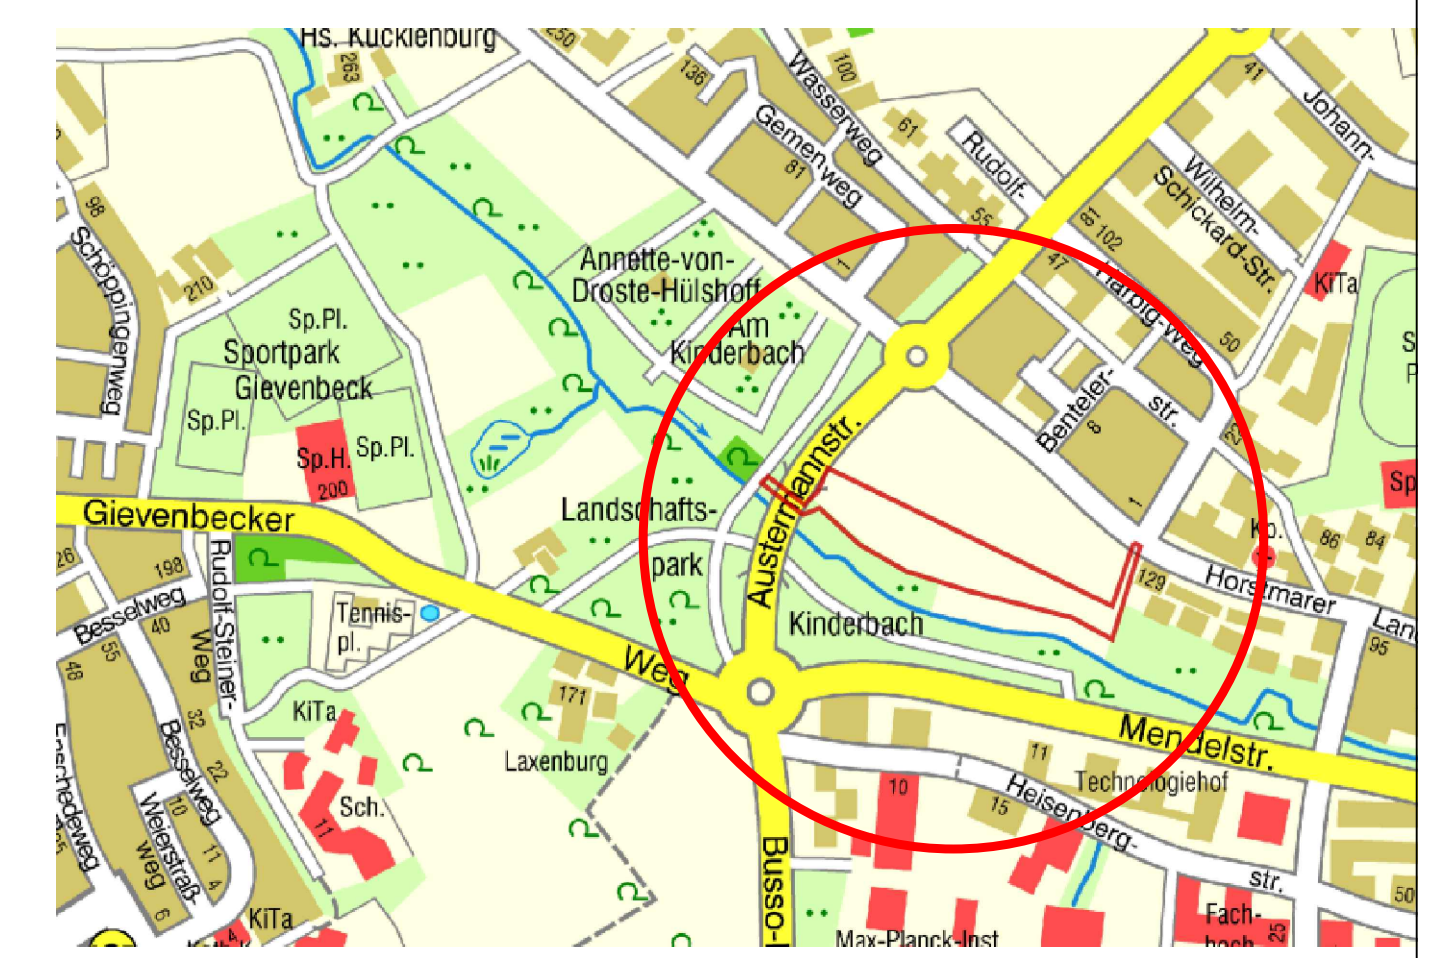 Hs. Kucklenburg
263
250
136
Wasserweg
100
61
Gemenweg
81
1
Rudolf-
55
41
Johann-
Wilhelm-
Schickard-Str.
81
102
47
Harbig-weg
50
KiTa
98
Schöppingenweg
210
Sp.Pl.
Sportpark
Gievenbeck
Sp.Pl.
Sp.H.
200
Sp.Pl.
Annette-von-
Droste-Hülshoff
Am
Kinderbach
Landschafts-
park
Austermannstr.
Benteler-
str.
8
1
23
Kp.
86
84
129
Horstmarer
95
Kinderbach
Gievenbecker
Weg
26
198
Besselweg
40
55
48
Rudolf-Steiner-
Weg
Tennis-
pl.
KiTa
32
Besselweg
22
10
Weierstraß-
weg
11
4
6
Sch.
11
KiTa
4
171
Laxenburg
Mendelstr.
11
Technologiehof
10
15
Heisenberg-
str.
50
Fach-
hoch
25
Max-Planck-Inst
Busso-